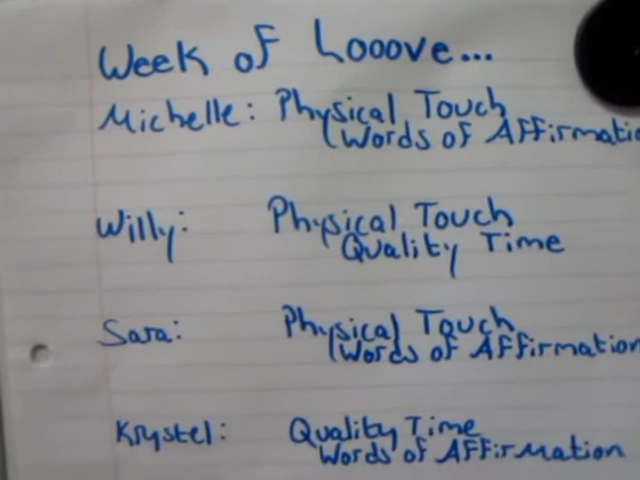 Week of Looove...
Michelle: Physical Touch
(Words of Affirmatio
Willy: Physical Touch
Quality Time
Sara: Physical Touch
(Words of Affirmation
Krystel: Quality Time
Words of Affirmation